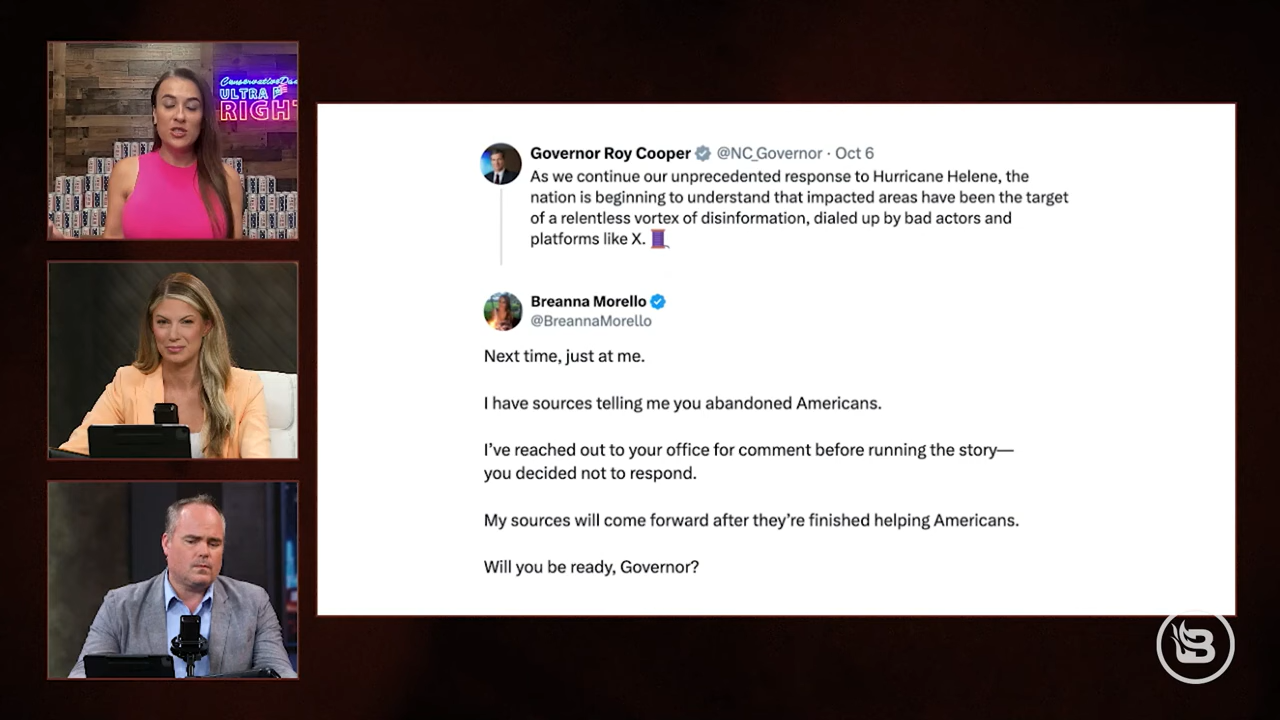 ConservativeDa
ULTRA
RIGHT
Governor Roy Cooper @NC_Governor · Oct 6
As we continue our unprecedented response to Hurricane Helene, the
nation is beginning to understand that impacted areas have been the target
of a relentless vortex of disinformation, dialed up by bad actors and
platforms like X.
Breanna Morello
@BreannaMorello
Next time, just at me.
I have sources telling me you abandoned Americans.
I’ve reached out to your office for comment before running the story—
you decided not to respond.
My sources will come forward after they’re finished helping Americans.
Will you be ready, Governor?
B